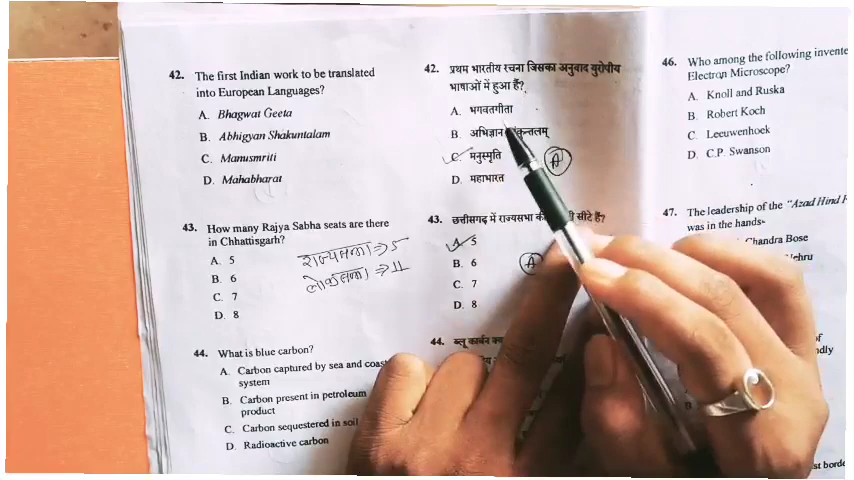 42. The first Indian work to be translated
into European Languages?
A. Bhagwat Geeta
B. Abhigyan Shakuntalam
C. Manusmriti
D. Mahabharat
43. How many Rajya Sabha seats are there
in Chhattisgarh?
A. 5
B. 6
C. 7
D. 8
राज्यसभा ⇒ 5
लोकसभा ⇒ 11
44. What is blue carbon?
A. Carbon captured by sea and
system
B. Carbon present in petroleum
product
C. Carbon sequestered in soil
D. Radioactive carbon
42. प्रथम भारतीय रचना जिसका अनुवाद युरोपीय
भाषाओं में हुआ है?
A. भगवतगीता
B. अभिज्ञान
C. मनुस्मृति
D. महाभारत
A
43. छत्तीसगढ़ में राज्यसभा सीटे है?
A. 5
B. 6
C. 7
D. 8
A
44. ब्लू कार्बन
46. Who among the following
Electron Microscope?
A. Knoll and Ruska
B. Robert Koch
C. Leeuwenhoek
D. C.P. Swanson
47. The leadership of the "Azad Hind
was in the hands-
Chandra Bose